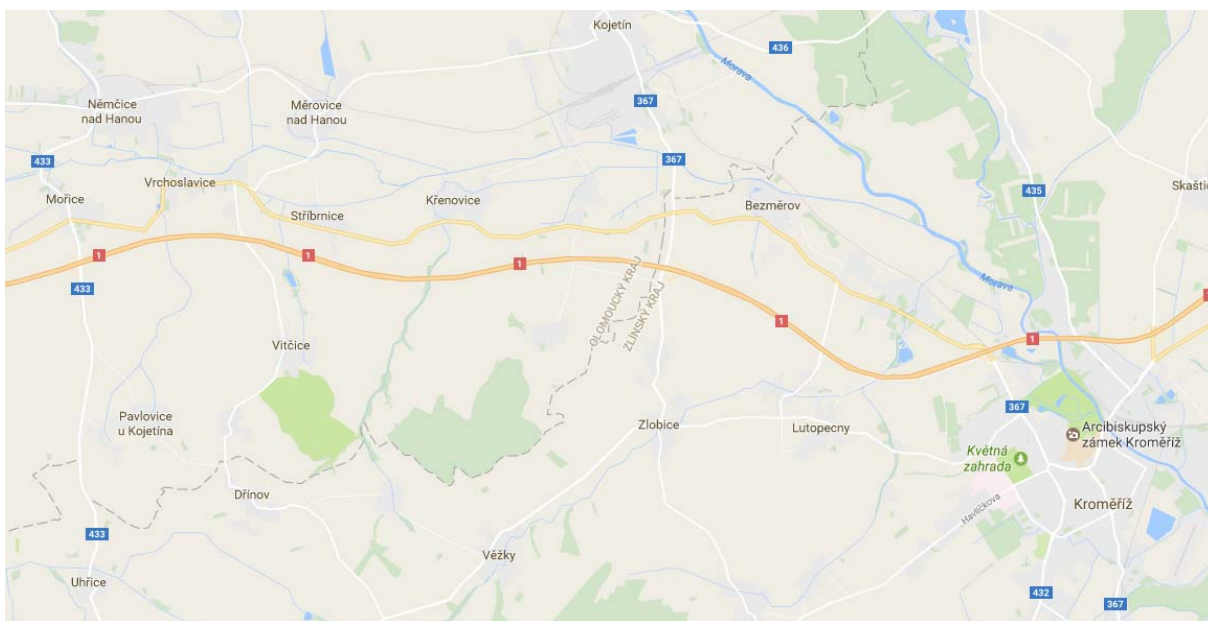 Kojetín
436
Morava
367
Němčice
nad Hanou
Měrovice
nad Hanou
433
367
Vrchoslavice
435
Mořice
Skaštic
Stříbrnice
Křenovice
Bezměrov
1
1
1
OLOMOUCKÝ KRAJ
ZLÍNSKÝ KRAJ
Morava
433
1
1
Vitčice
367
Pavlovice
u Kojetína
Zlobice
Lutopecny
Arcibiskupský
zámek Kroměříž
Květná
zahrada
Dřínov
Havlíčkova
Kroměříž
433
Věžky
Uhřice
432
367